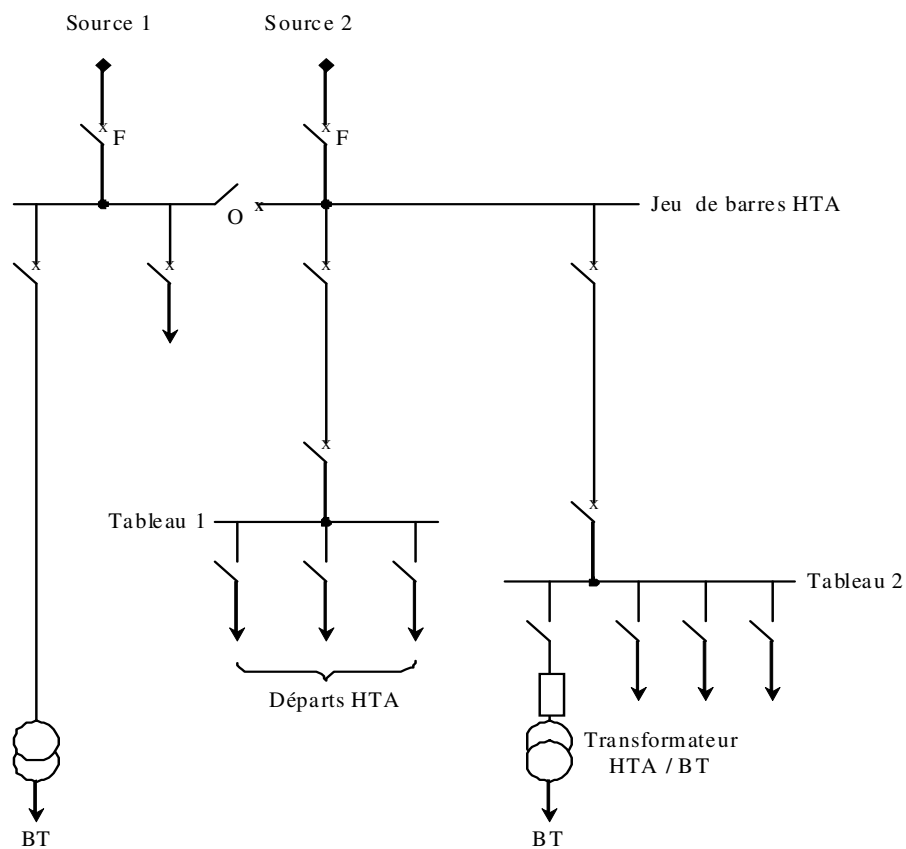 Source 1
Source 2
F
F
O
Jeu de barres HTA
Tableau 1
Tableau 2
Départs HTA
Transformateur
HTA / BT
BT
BT